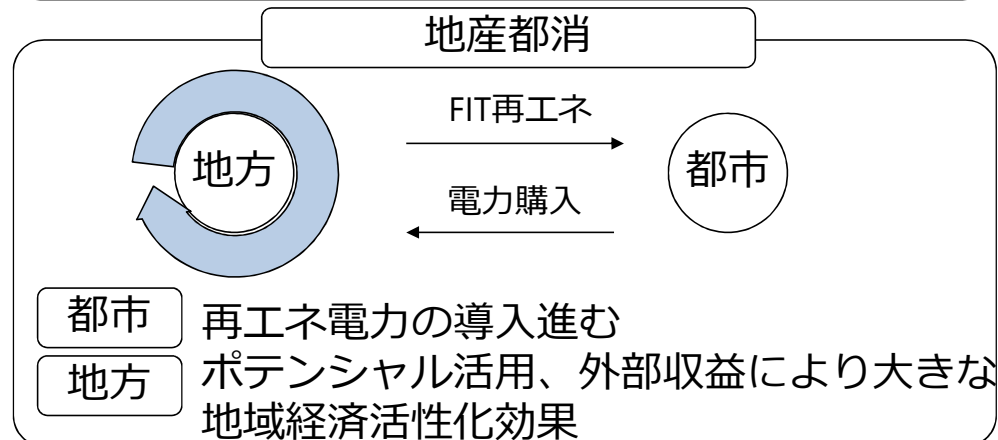 地産都消
FIT再エネ
地方
都市
電力購入
都市
再エネ電力の導入進む
地方
ポテンシャル活用、外部収益により大きな
地域経済活性化効果